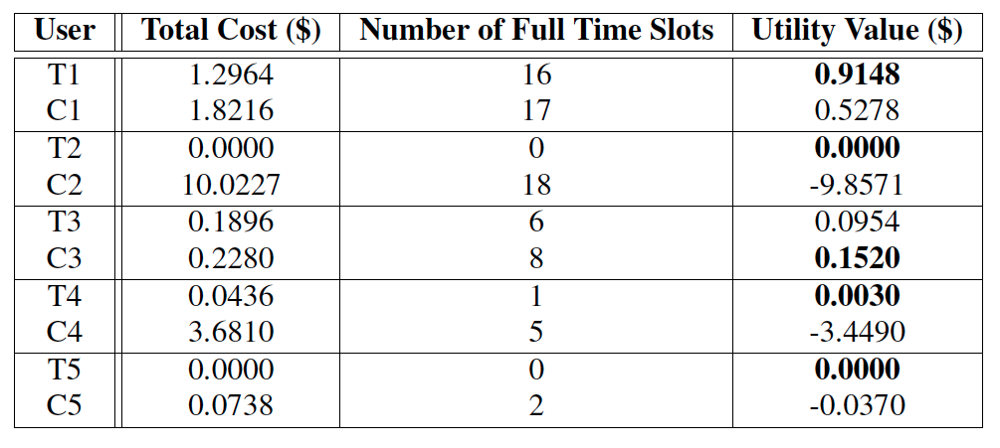 User Total Cost ($) Number of Full Time Slots Utility Value ($)
T1 1.2964 16 0.9148
C1 1.8216 17 0.5278
T2 0.0000 0 0.0000
C2 10.0227 18 -9.8571
T3 0.1896 6 0.0954
C3 0.2280 8 0.1520
T4 0.0436 1 0.0030
C4 3.6810 5 -3.4490
T5 0.0000 0 0.0000
C5 0.0738 2 -0.0370